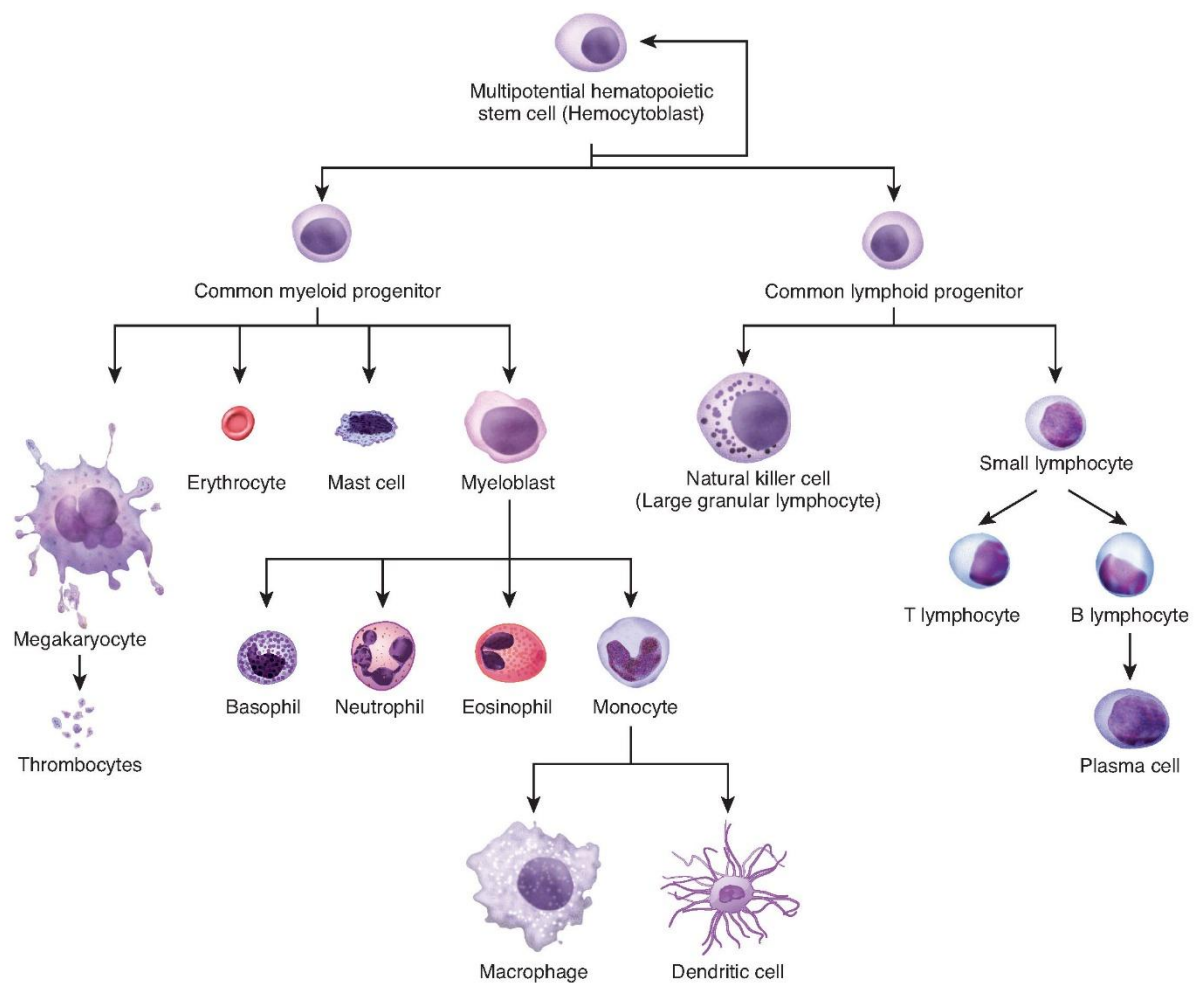 Multipotential hematopoietic
stem cell (Hemocytoblast)
Common myeloid progenitor
Common lymphoid progenitor
Erythrocyte
Mast cell
Myeloblast
Natural killer cell
(Large granular lymphocyte)
Small lymphocyte
Megakaryocyte
T lymphocyte
B lymphocyte
Basophil
Neutrophil
Eosinophil
Monocyte
Thrombocytes
Plasma cell
Macrophage
Dendritic cell